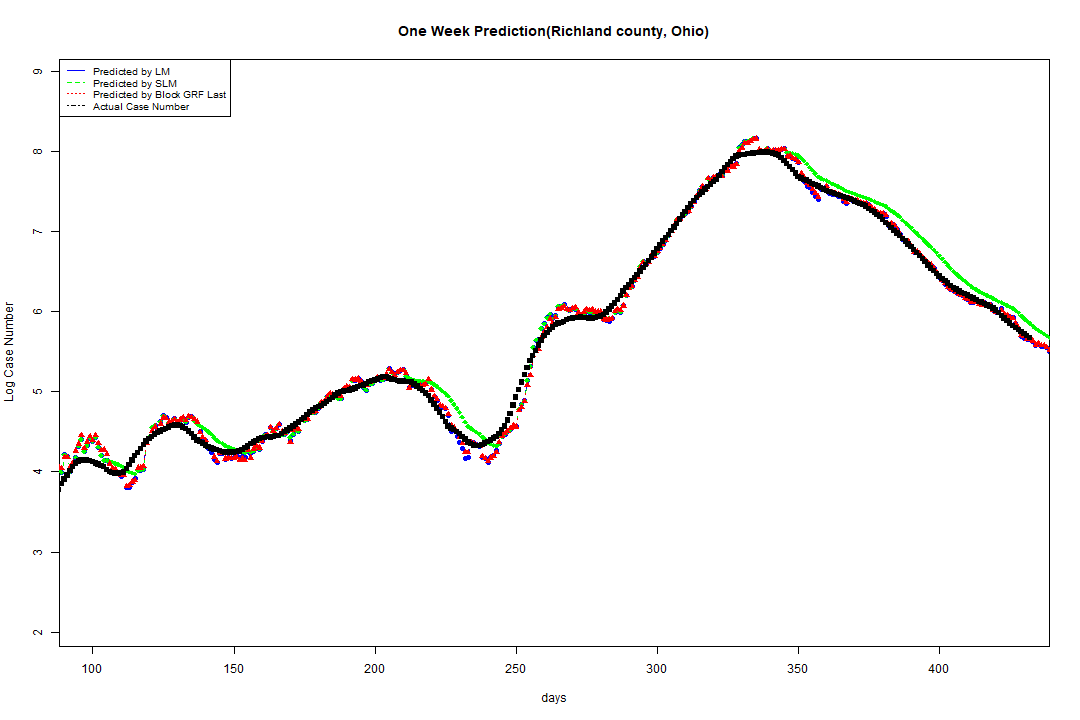 One Week Prediction(Richland county, Ohio)
Predicted by LM
Predicted by SLM
Predicted by Block GRF Last
Actual Case Number
9
8
7
6
5
4
3
2
Log Case Number
100 150 200 250 300 350 400
days